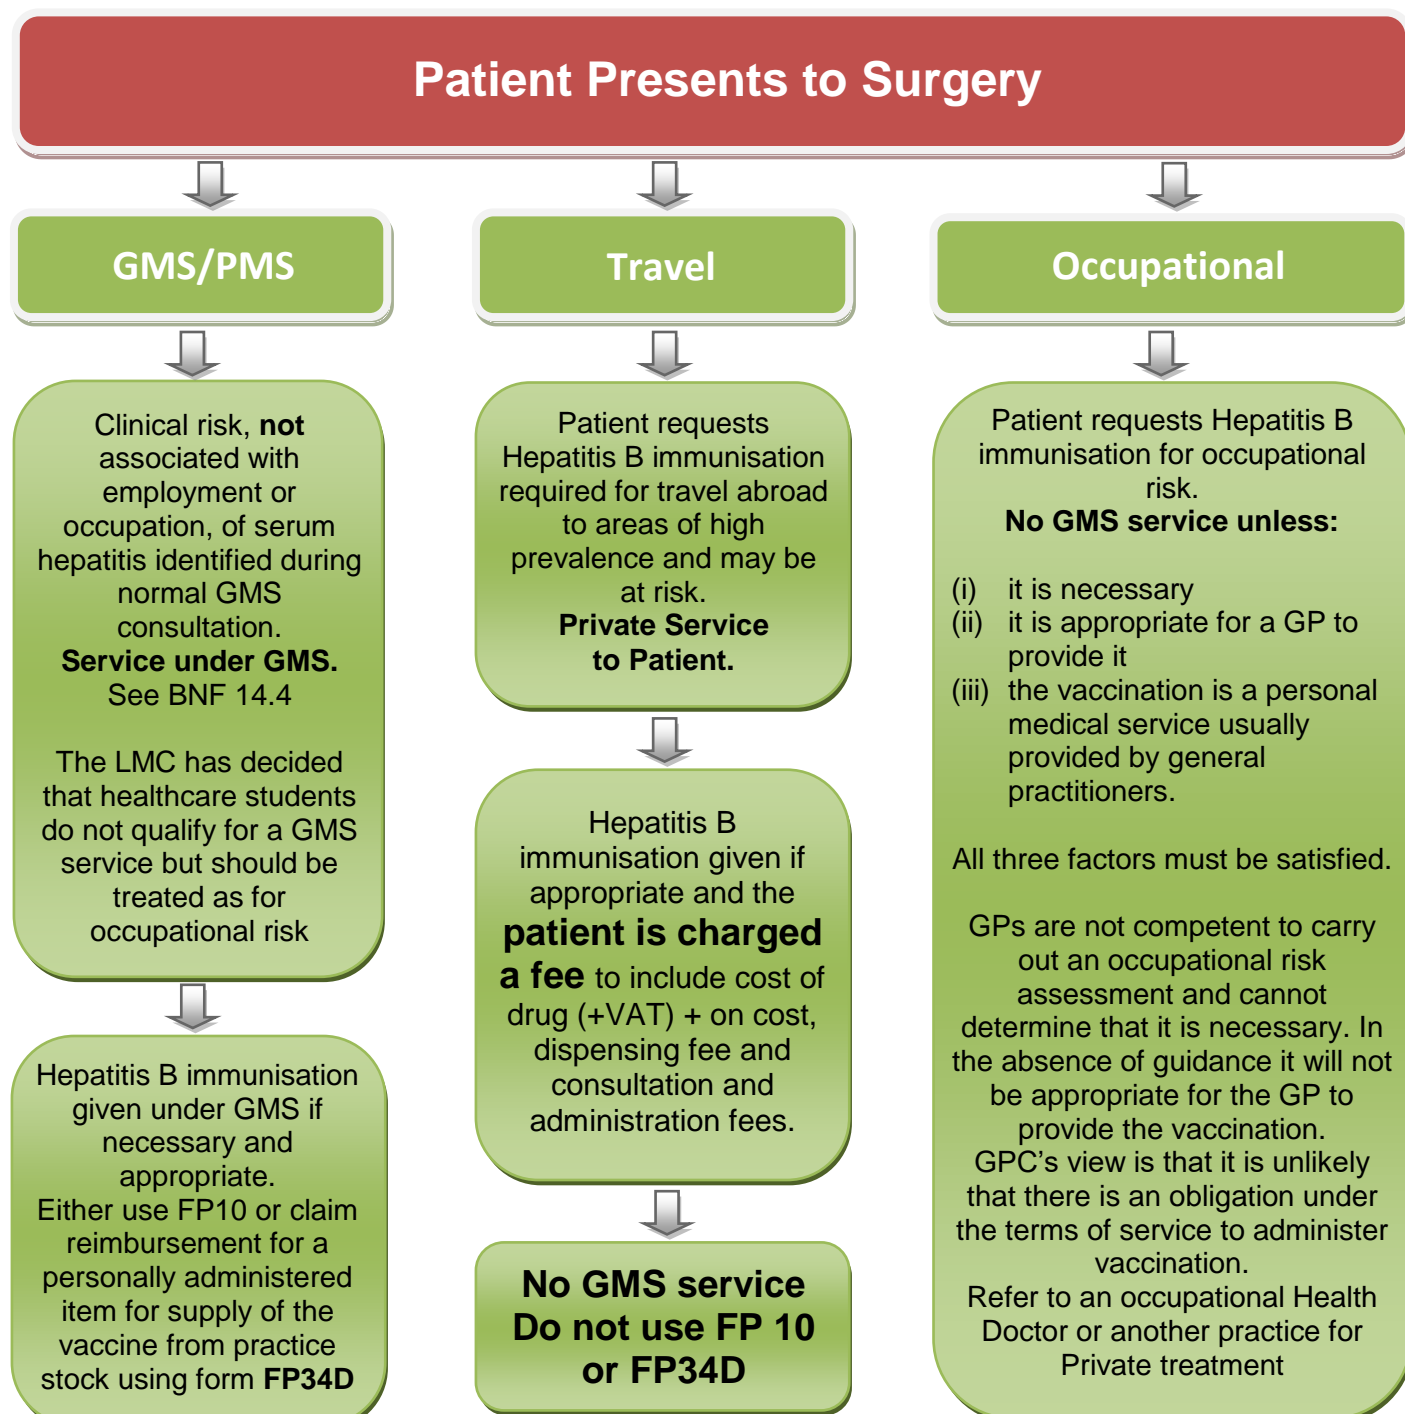 Patient Presents to Surgery
GMS/PMS
Clinical risk, not
associated with
employment or
occupation, of serum
hepatitis identified during
normal GMS
consultation.
Service under GMS.
See BNF 14.4
The LMC has decided
that healthcare students
do not qualify for a GMS
service but should be
treated as for
occupational risk
Hepatitis B immunisation
given under GMS if
necessary and
appropriate.
Either use FP10 or claim
reimbursement for a
personally administered
item for supply of the
vaccine from practice
stock using form FP34D
Travel
Patient requests
Hepatitis B immunisation
required for travel abroad
to areas of high
prevalence and may be
at risk.
Private Service
to Patient.
Hepatitis B
immunisation given if
appropriate and the
patient is charged
a fee to include cost of
drug (+VAT) + on cost,
dispensing fee and
consultation and
administration fees.
No GMS service
Do not use FP 10
or FP34D
Occupational
Patient requests Hepatitis B
immunisation for occupational
risk.
No GMS service unless:
(i) it is necessary
(ii) it is appropriate for a GP to
provide it
(iii) the vaccination is a personal
medical service usually
provided by general
practitioners.
All three factors must be satisfied.
GPs are not competent to carry
out an occupational risk
assessment and cannot
determine that it is necessary. In
the absence of guidance it will not
be appropriate for the GP to
provide the vaccination.
GPC's view is that it is unlikely
that there is an obligation under
the terms of service to administer
vaccination.
Refer to an occupational Health
Doctor or another practice for
Private treatment